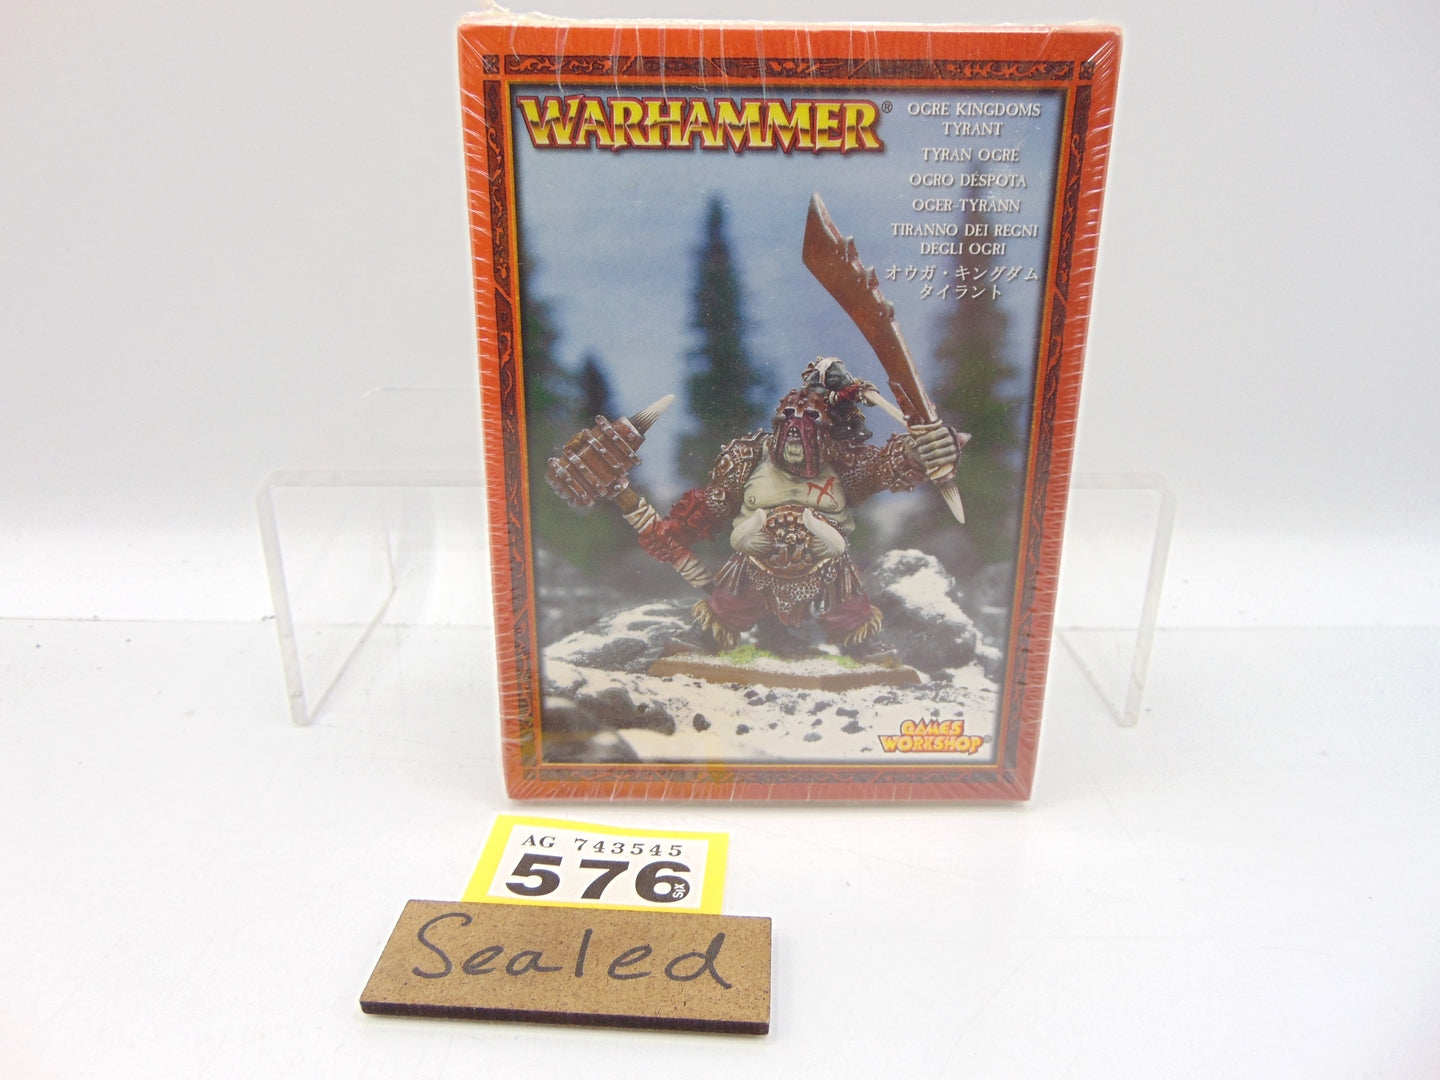 WARHAMMER®
OGRE KINGDOMS
TYRANT
TYRAN OGRE
OGRO DÉSPOTA
OGER-TYRANN
TIRANNO DEI REGNI
DEGLI OGRI
オウガ・キングダム
タイラント
GAMES
WORKSHOP®
AG 743545
576 SIX
Sealed